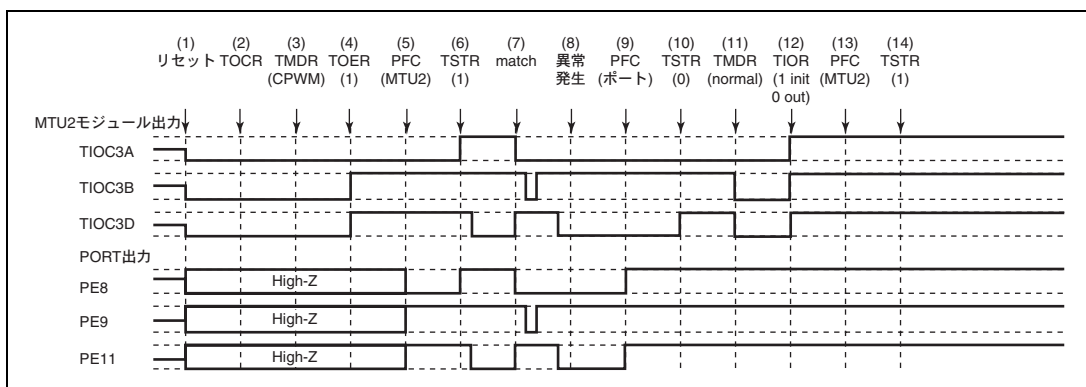 (1) (2) (3) (4) (5) (6) (7) (8) (9) (10) (11) (12) (13) (14)
リセット TOCR TMDR TOER PFC TSTR match 異常 PFC TSTR TMDR TIOR PFC TSTR
(CPWM) (1) (MTU2) (1) 発生 (ポート) (0) (normal) (1 init (MTU2) (1)
0 out)
MTU2モジュール出力
TIOC3A
TIOC3B
TIOC3D
PORT出力
PE8 High-Z
PE9 High-Z
PE11 High-Z